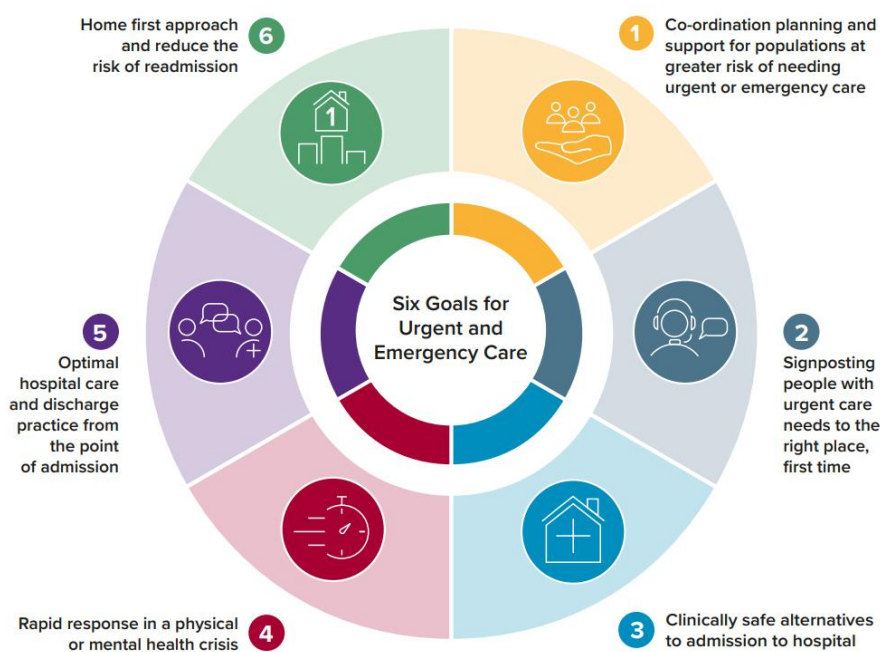 Six Goals for
Urgent and
Emergency Care
1
Co-ordination planning and
support for populations at
greater risk of needing
urgent or emergency care
2
Signposting
people with
urgent care
needs to the
right place,
first time
3
Clinically safe alternatives
to admission to hospital
4
Rapid response in a physical
or mental health crisis
5
Optimal
hospital care
and discharge
practice from
the point
of admission
6
Home first approach
and reduce the
risk of readmission
1